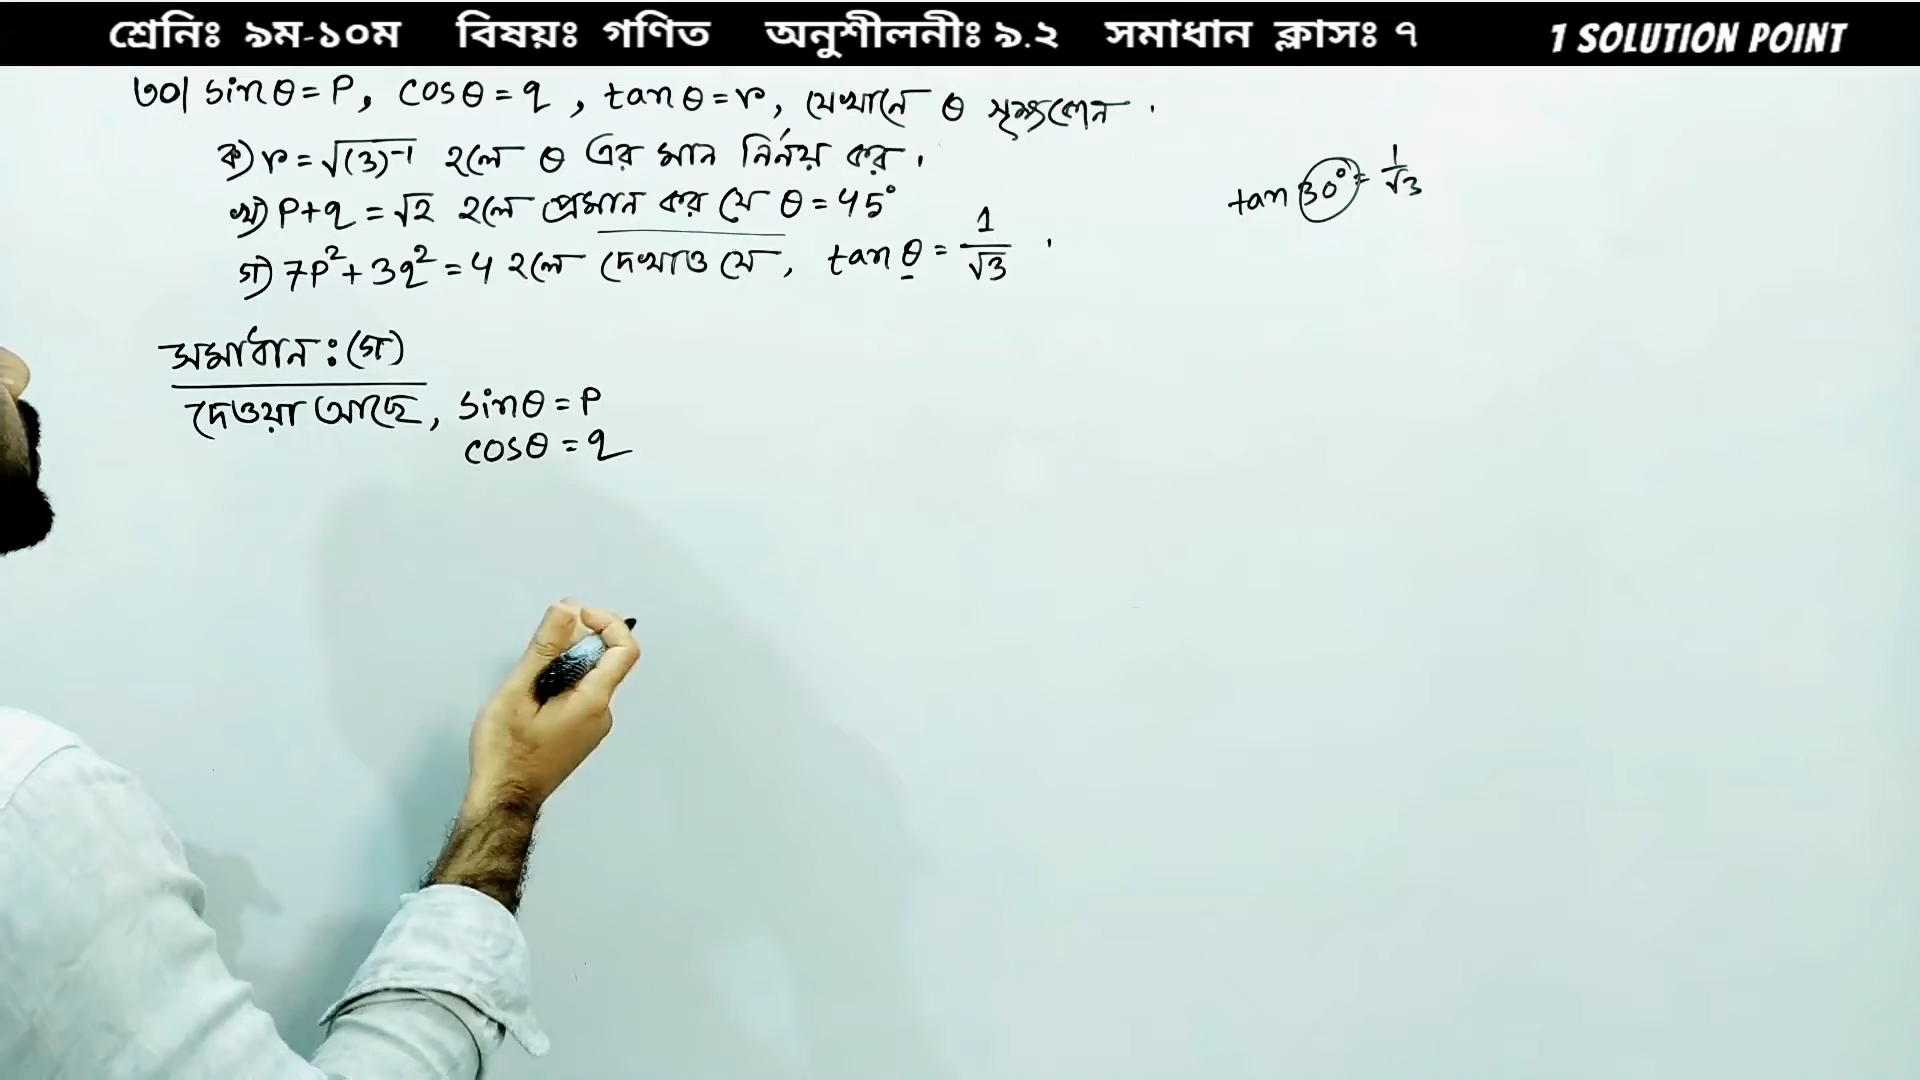 শ্রেনিঃ ৯ম-১০ম বিষয়ঃ গণিত অনুশীলনীঃ ৯.২ সমাধান ক্লাসঃ ৭ 1 SOLUTION POINT
৩০| sinθ = P, cosθ = q, tanθ = r, যেখানে θ সূক্ষ্মকোন .
ক) r = √(3)⁻¹ হলে θ এর মান নির্নয় কর .
খ) P+q = √2 হলে প্রমান কর যে θ = 45°
গ) 7P² + 3q² = 4 হলে দেখাও যে, tan θ = 1/√3 .
tan 30° = 1/√3
সমাধান : (গ)
দেওয়া আছে, sinθ = P
cosθ = q